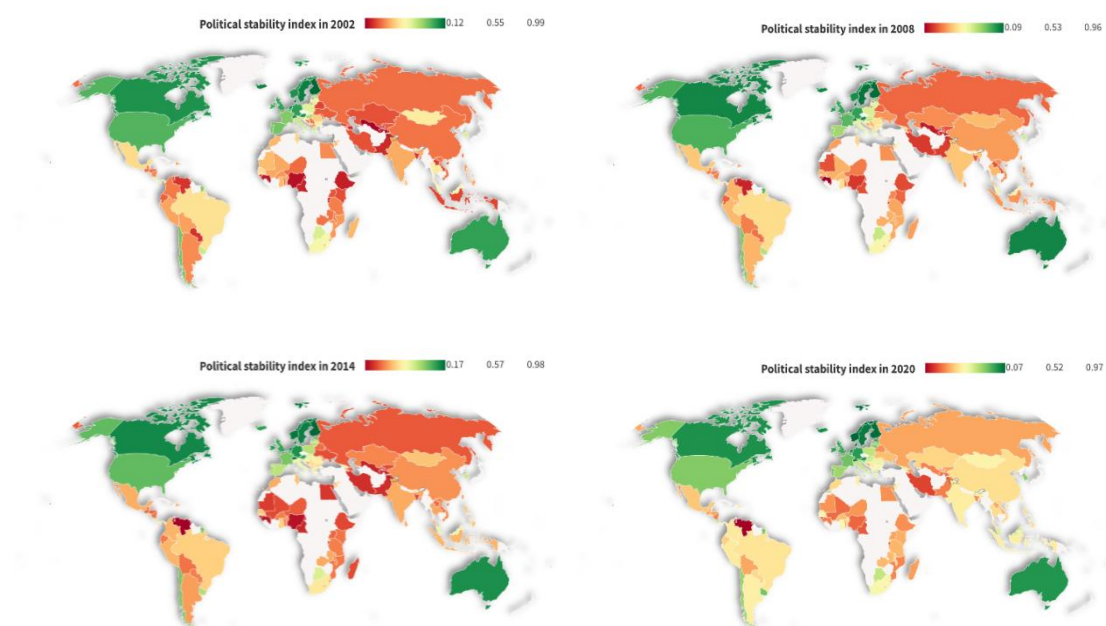 Political stability index in 2002 0.12 0.55 0.99
Political stability index in 2008 0.09 0.53 0.96
Political stability index in 2014 0.17 0.57 0.98
Political stability index in 2020 0.07 0.52 0.97